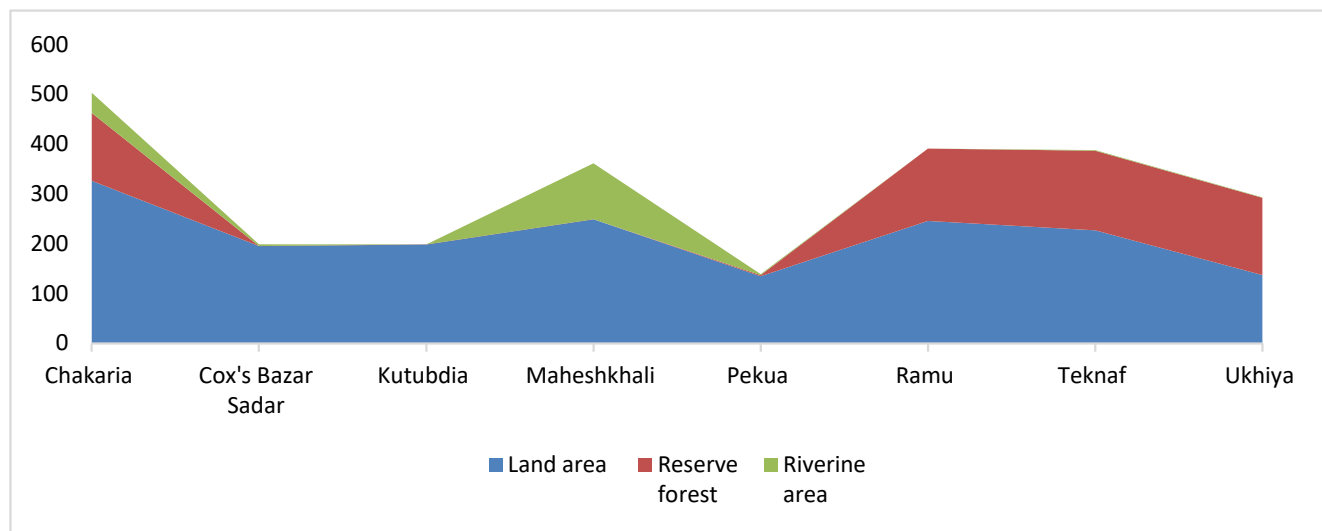 600
500
400
300
200
100
0
Chakaria
Cox's Bazar
Sadar
Kutubdia
Maheshkhali
Pekua
Ramu
Teknaf
Ukhiya
Land area
Reserve
forest
Riverine
area